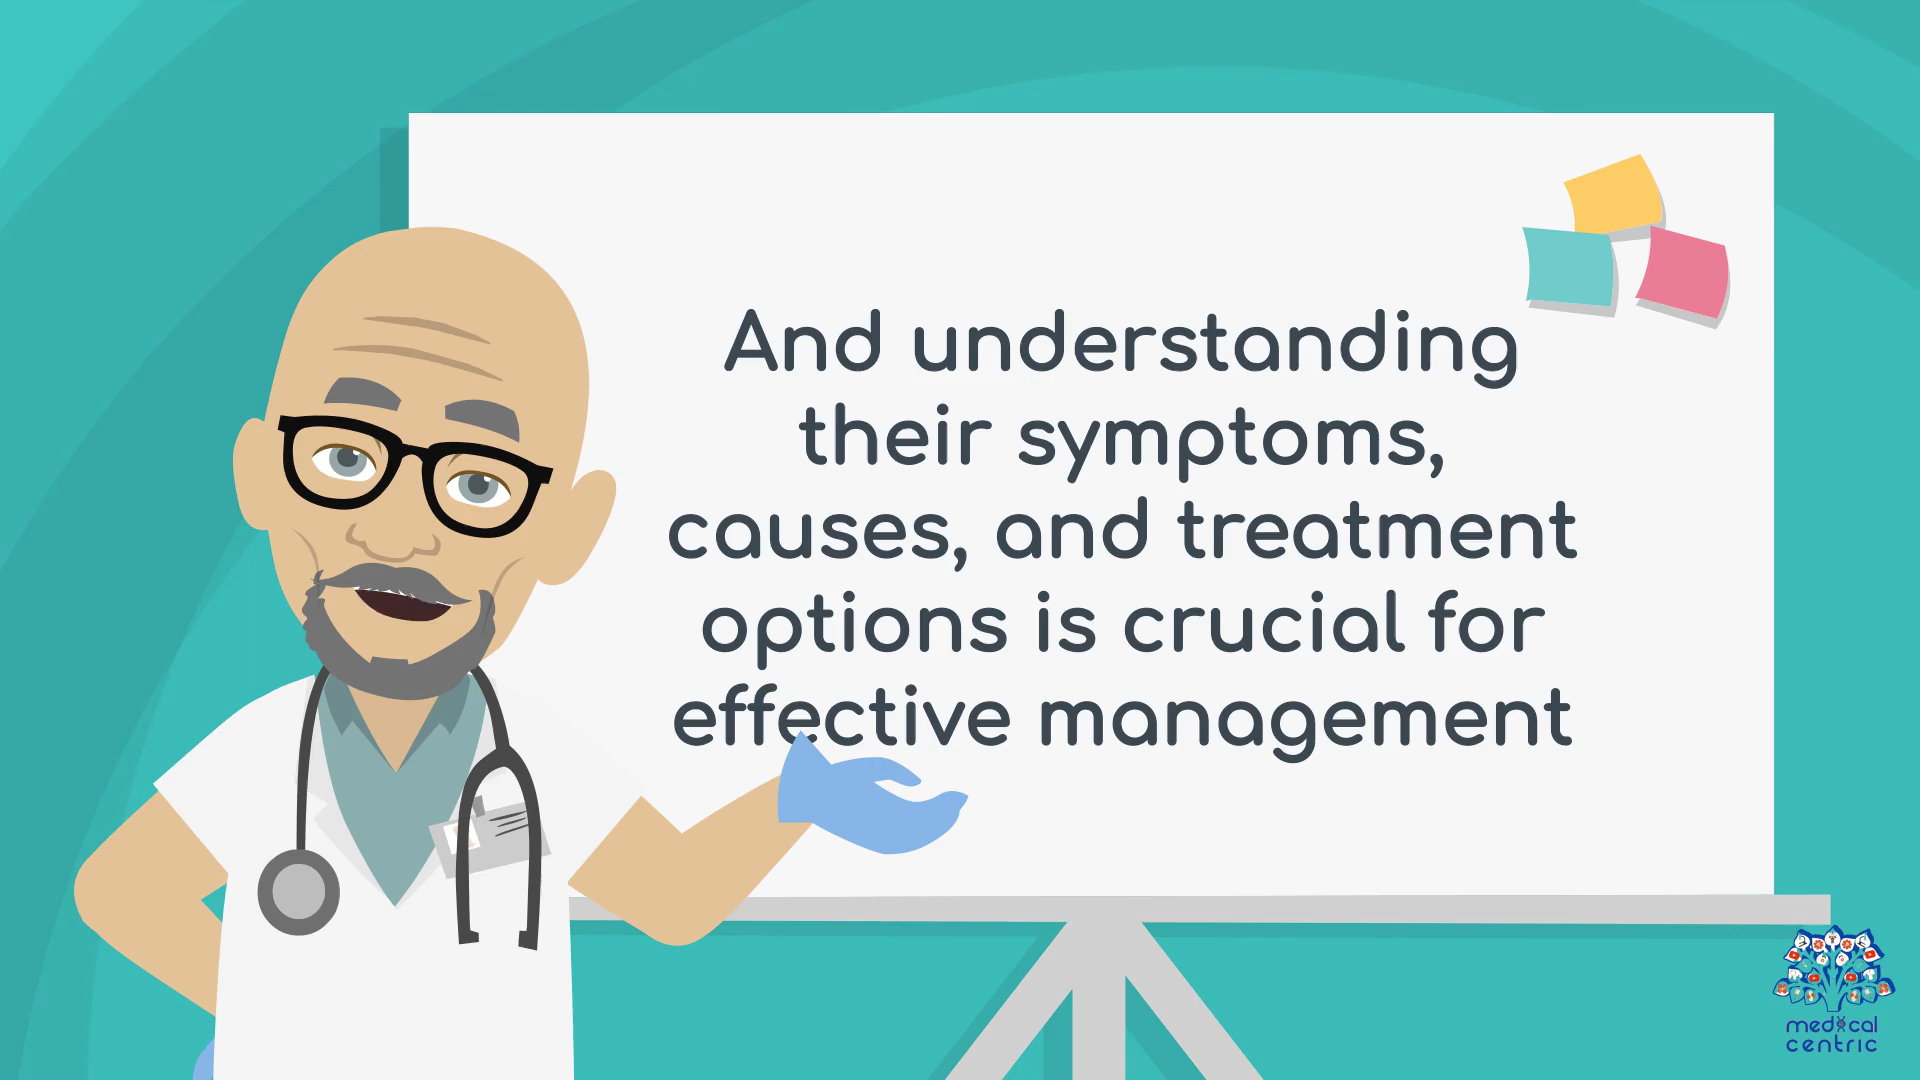 And understanding
their symptoms,
causes, and treatment
options is crucial for
effective management
medical
centric